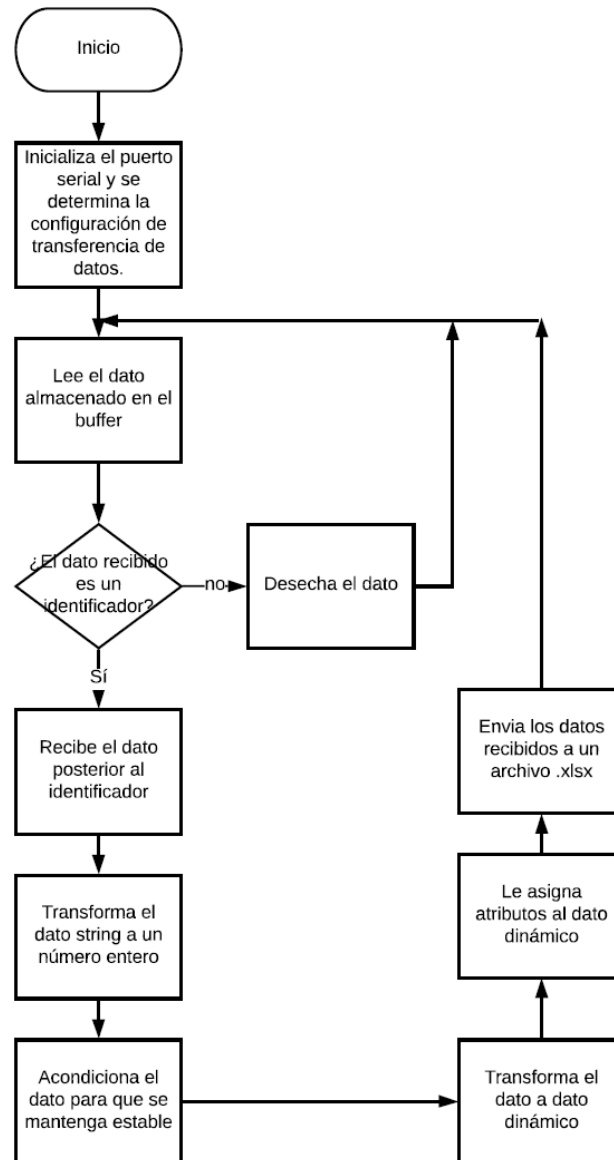 Inicio
Inicializa el puerto
serial y se
determina la
configuración de
transferencia de
datos.
Lee el dato
almacenado en el
buffer
¿El dato recibido
es un
identificador?
no
Desecha el dato
Sí
Recibe el dato
posterior al
identificador
Transforma el
dato string a un
número entero
Acondiciona el
dato para que se
mantenga estable
Transforma el
dato a dato
dinámico
Le asigna
atributos al dato
dinámico
Envia los datos
recibidos a un
archivo .xlsx